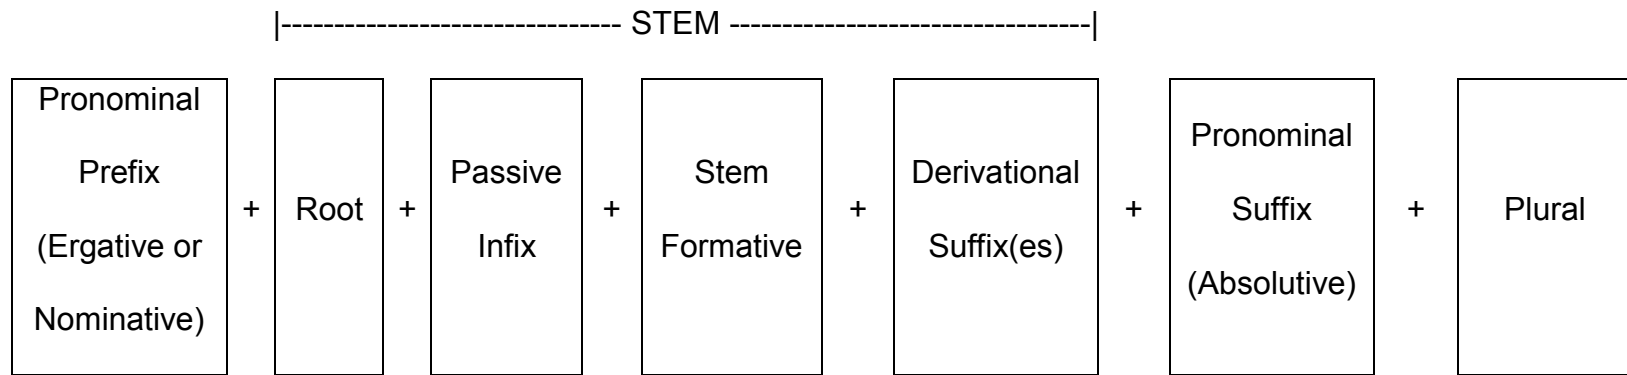 |------------------------------- STEM ---------------------------------|
Pronominal
Prefix
(Ergative or
Nominative)
+
Root
+
Passive
Infix
+
Stem
Formative
+
Derivational
Suffix(es)
+
Pronominal
Suffix
(Absolutive)
+
Plural